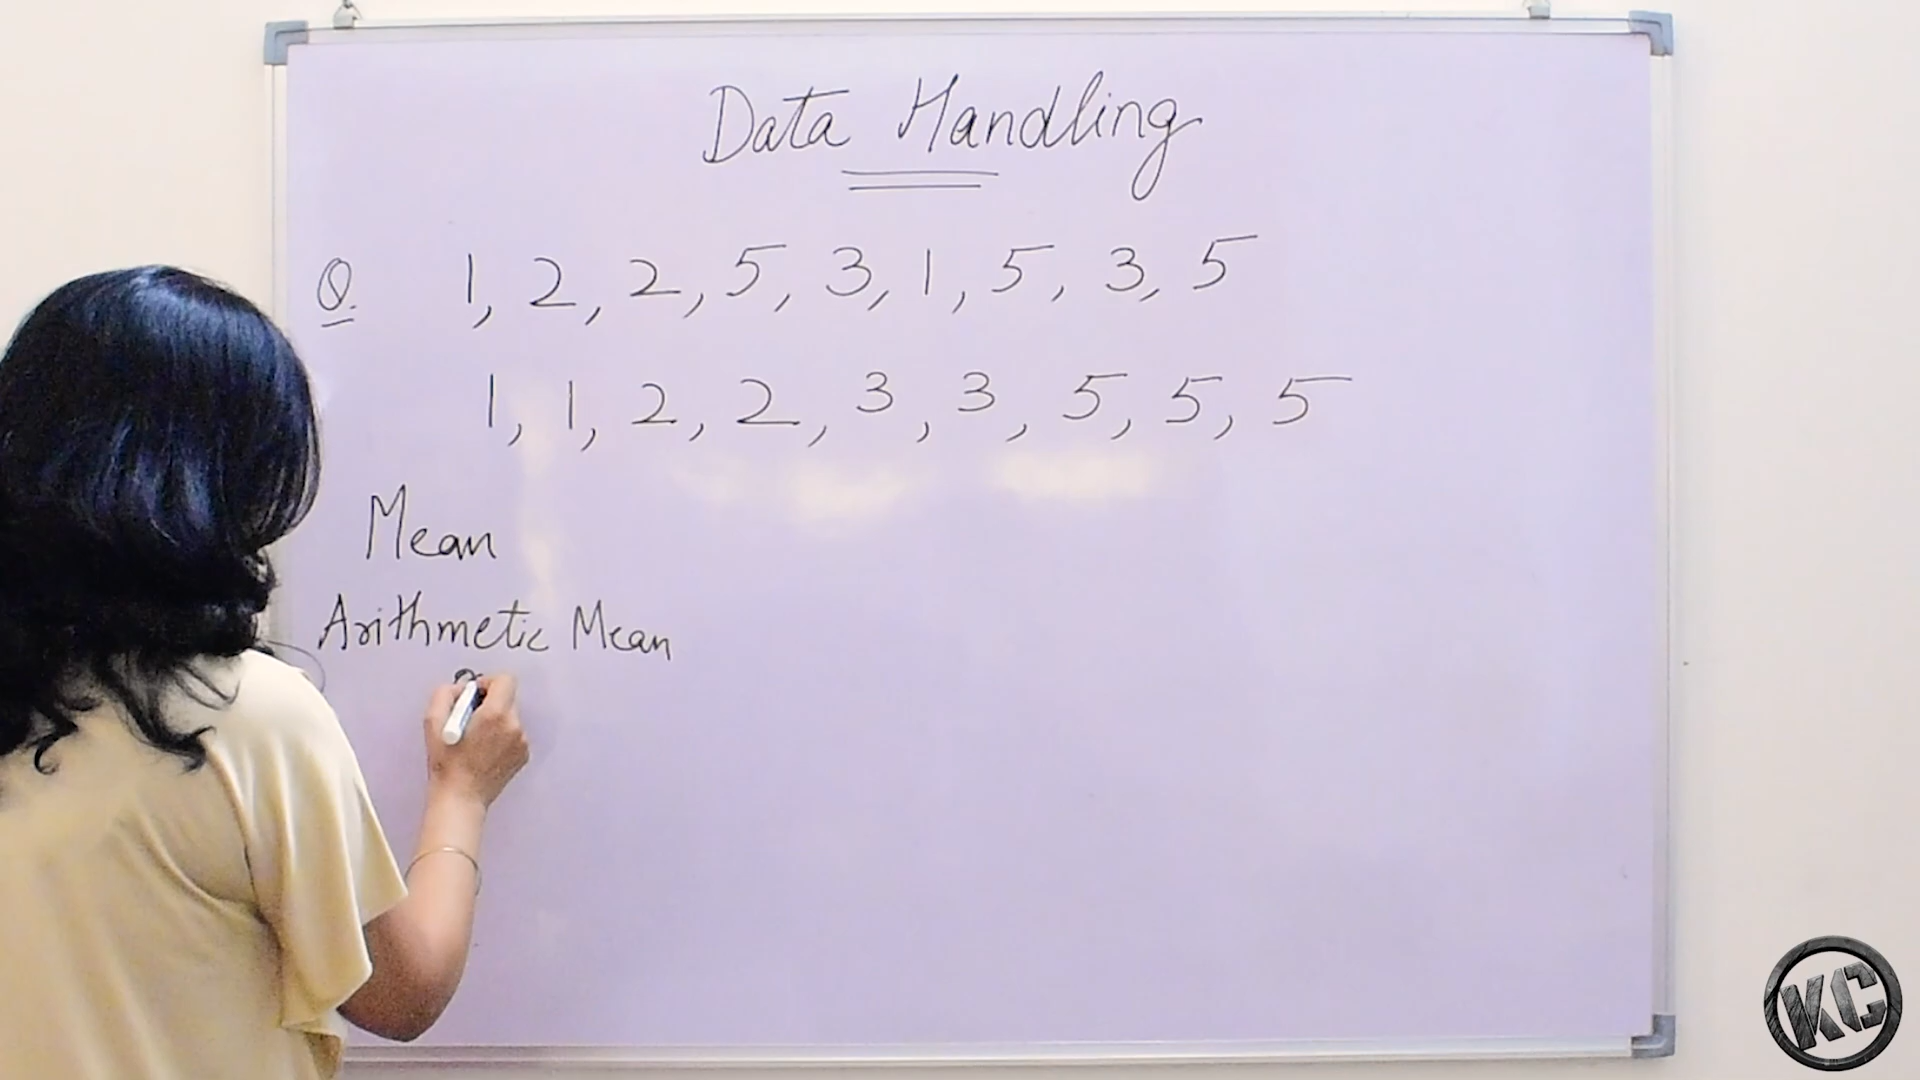 Data Handling
Q. 1, 2, 2, 5, 3, 1, 5, 3, 5
1, 1, 2, 2, 3, 3, 5, 5, 5
Mean
Arithmetic Mean
KC